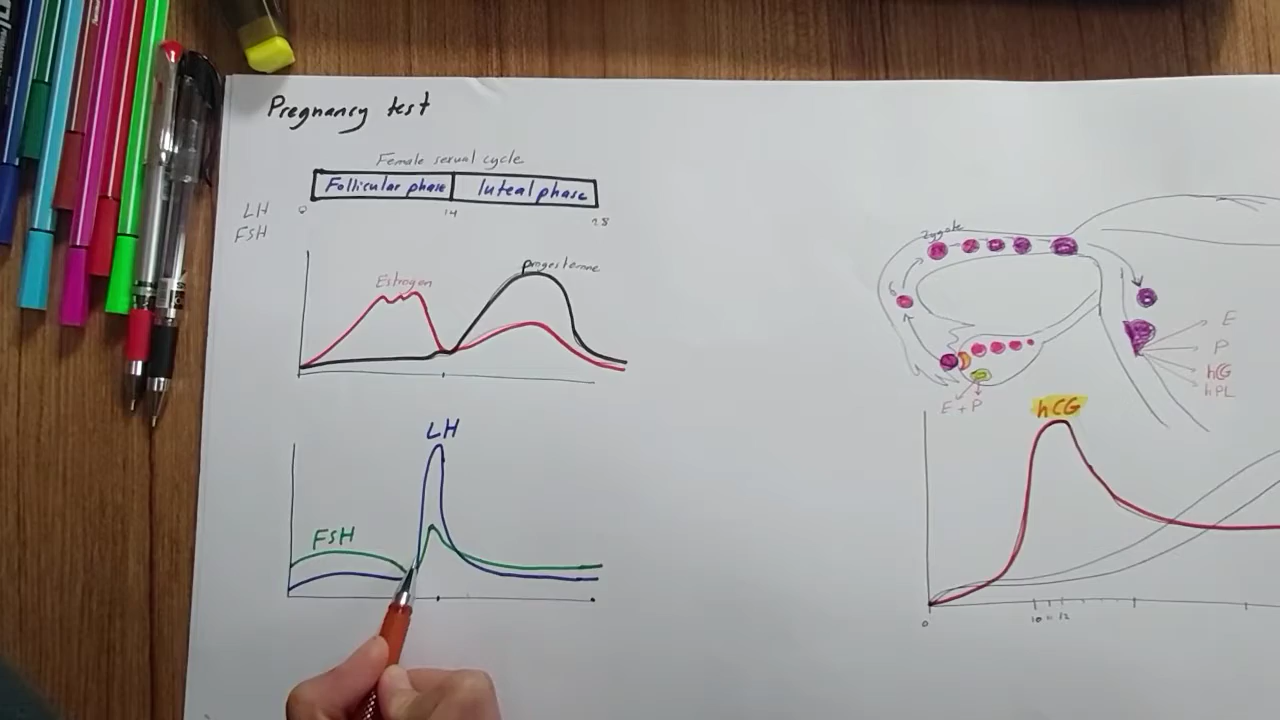 Pregnancy test
Female sexual cycle
Follicular phase luteal phase
0 14 28
LH
FSH
Estrogen
progesterone
LH
FSH
zygote
E
P
hCG
hPL
E + P
hCG
0
10 11 12